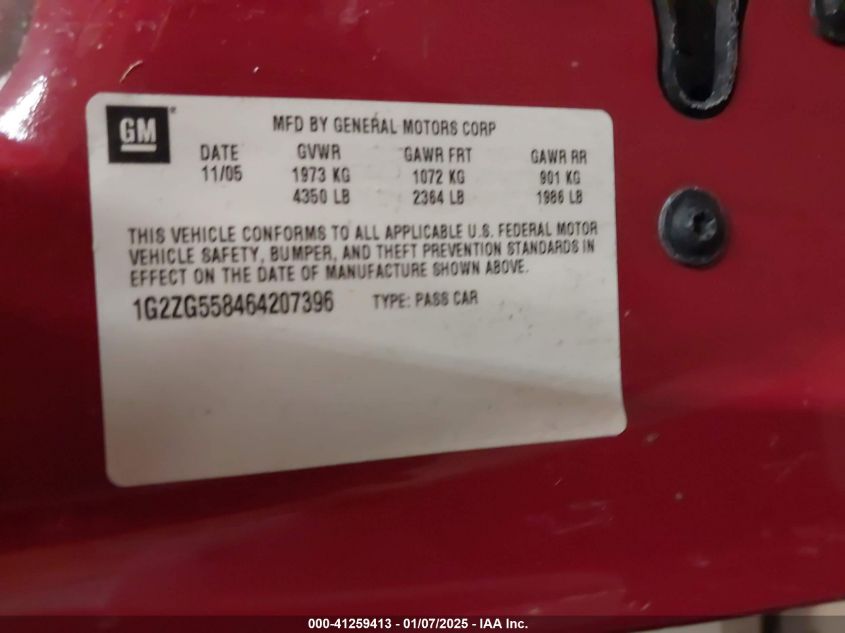 GM
MFD BY GENERAL MOTORS CORP
DATE GVWR GAWR FRT GAWR RR
11/05 1973 KG 1072 KG 901 KG
4350 LB 2364 LB 1986 LB
THIS VEHICLE CONFORMS TO ALL APPLICABLE U.S. FEDERAL MOTOR
VEHICLE SAFETY, BUMPER, AND THEFT PREVENTION STANDARDS IN
EFFECT ON THE DATE OF MANUFACTURE SHOWN ABOVE.
1G2ZG558464207396 TYPE: PASS CAR
000-41259413 - 01/07/2025 - IAA Inc.